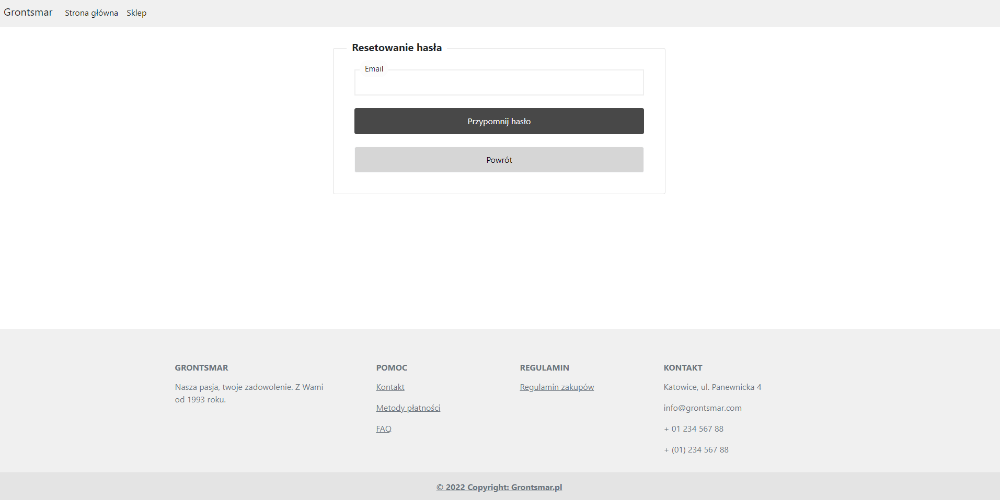 Grontsmar Strona główna Sklep
Resetowanie hasła
Email
Przypomnij hasło
Powrót
GRONTSMAR
Nasza pasja, twoje zadowolenie. Z Wami
od 1993 roku.
POMOC
Kontakt
Metody płatności
FAQ
REGULAMIN
Regulamin zakupów
KONTAKT
Katowice, ul. Panewnicka 4
info@grontsmar.com
+ 01 234 567 88
+ (01) 234 567 88
© 2022 Copyright: Grontsmar.pl